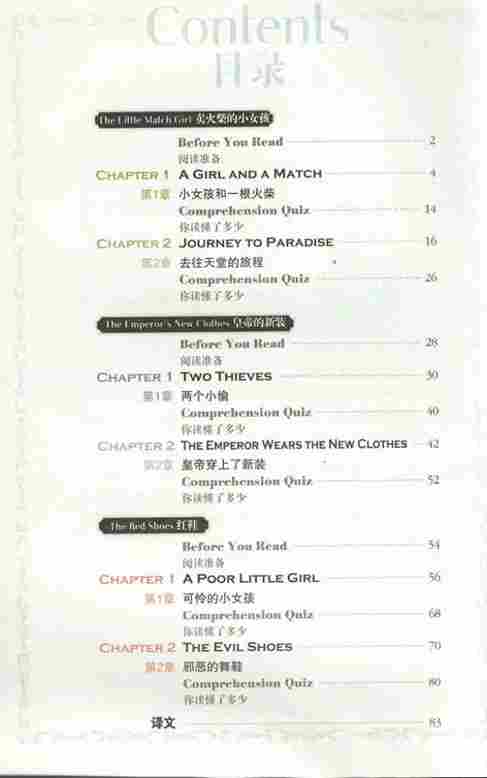 Contents
目录
The Little Match Girl 卖火柴的小女孩
Before You Read 2
阅读准备
CHAPTER 1 A GIRL AND A MATCH 4
第1章 小女孩和一根火柴
Comprehension Quiz 14
你读懂了多少
CHAPTER 2 JOURNEY TO PARADISE 16
第2章 去往天堂的旅程
Comprehension Quiz 26
你读懂了多少
The Emperor's New Clothes 皇帝的新装
Before You Read 28
阅读准备
CHAPTER 1 TWO THIEVES 30
第1章 两个小偷
Comprehension Quiz 40
你读懂了多少
CHAPTER 2 THE EMPEROR WEARS THE NEW CLOTHES 42
第2章 皇帝穿上了新装
Comprehension Quiz 52
你读懂了多少
The Red Shoes 红鞋
Before You Read 54
阅读准备
CHAPTER 1 A POOR LITTLE GIRL 56
第1章 可怜的小女孩
Comprehension Quiz 68
你读懂了多少
CHAPTER 2 THE EVIL SHOES 70
第2章 邪恶的舞鞋
Comprehension Quiz 80
你读懂了多少
译文 83